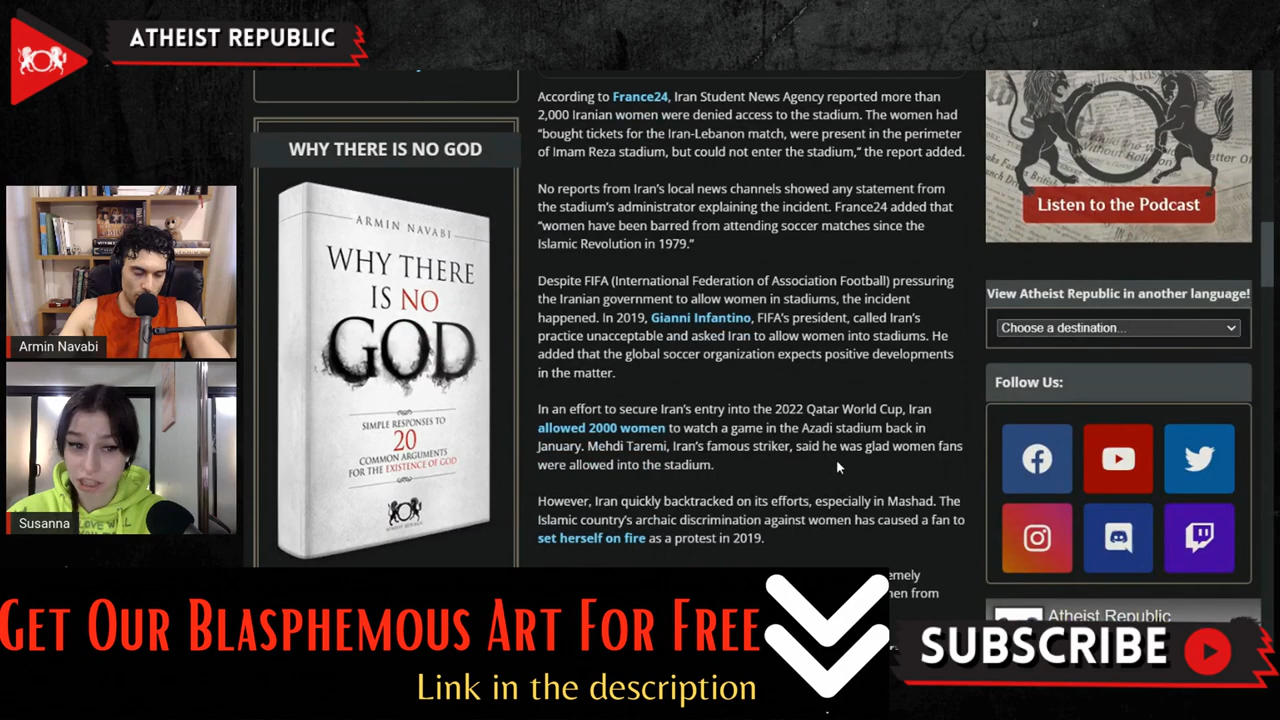 ATHEIST REPUBLIC
WHY THERE IS NO GOD
ARMIN NAVABI
WHY THERE
IS NO
GOD
SIMPLE RESPONSES TO
20
COMMON ARGUMENTS
FOR THE EXISTENCE OF GOD
According to France24, Iran Student News Agency reported more than
2,000 Iranian women were denied access to the stadium. The women had
“bought tickets for the Iran-Lebanon match, were present in the perimeter
of Imam Reza stadium, but could not enter the stadium,” the report added.
No reports from Iran’s local news channels showed any statement from
the stadium’s administrator explaining the incident. France24 added that
“women have been barred from attending soccer matches since the
Islamic Revolution in 1979.”
Despite FIFA (International Federation of Association Football) pressuring
the Iranian government to allow women in stadiums, the incident
happened. In 2019, Gianni Infantino, FIFA’s president, called Iran’s
practice unacceptable and asked Iran to allow women into stadiums. He
added that the global soccer organization expects positive developments
in the matter.
In an effort to secure Iran’s entry into the 2022 Qatar World Cup, Iran
allowed 2000 women to watch a game in the Azadi stadium back in
January. Mehdi Taremi, Iran’s famous striker, said he was glad women fans
were allowed into the stadium.
However, Iran quickly backtracked on its efforts, especially in Mashad. The
Islamic country’s archaic discrimination against women has caused a fan to
set herself on fire as a protest in 2019.
Listen to the Podcast
View Atheist Republic in another language!
Choose a destination...
Follow Us:
Atheist Republic
Armin Navabi
Susanna
GET OUR BLASPHEMOUS ART FOR FREE
Link in the description
SUBSCRIBE